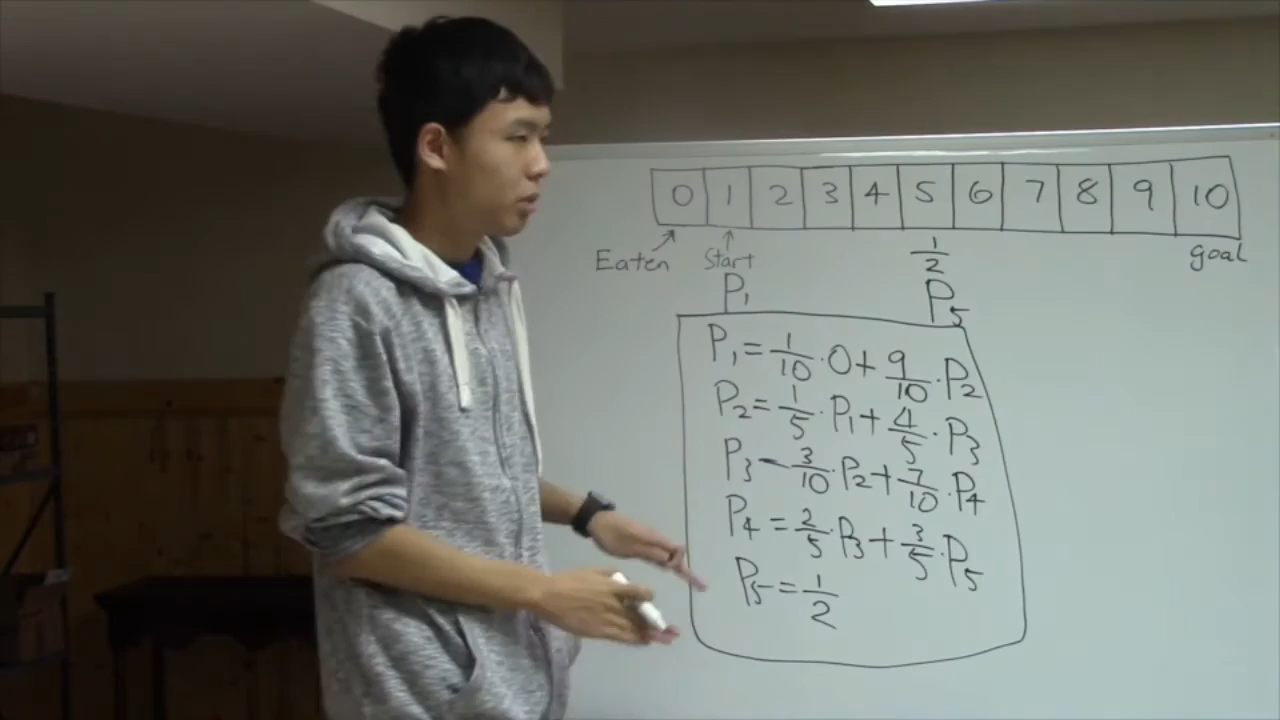 0 1 2 3 4 5 6 7 8 9 10
Eaten Start 1/2 goal
P₁ P₅
P₁ = 1/10 · 0 + 9/10 · P₂
P₂ = 1/5 · P₁ + 4/5 · P₃
P₃ - 3/10 · P₂ + 7/10 · P₄
P₄ = 2/5 · P₃ + 3/5 · P₅
P₅ = 1/2